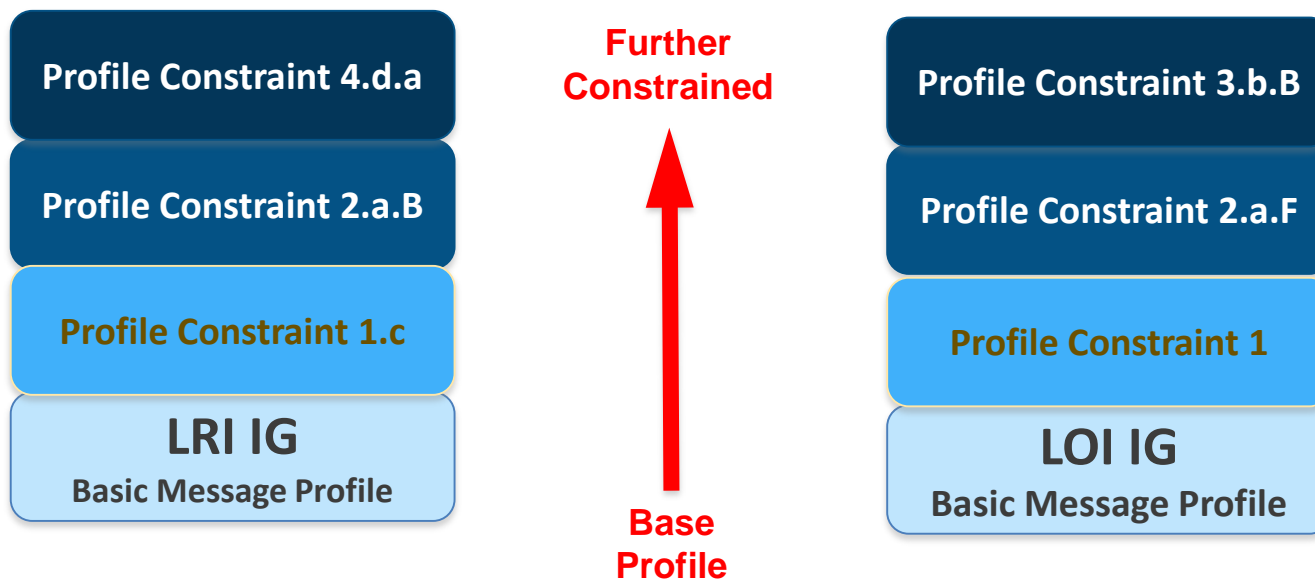 Profile Constraint 4.d.a
Profile Constraint 2.a.B
Profile Constraint 1.c
LRI IG
Basic Message Profile
Further
Constrained
Base
Profile
Profile Constraint 3.b.B
Profile Constraint 2.a.F
Profile Constraint 1
LOI IG
Basic Message Profile